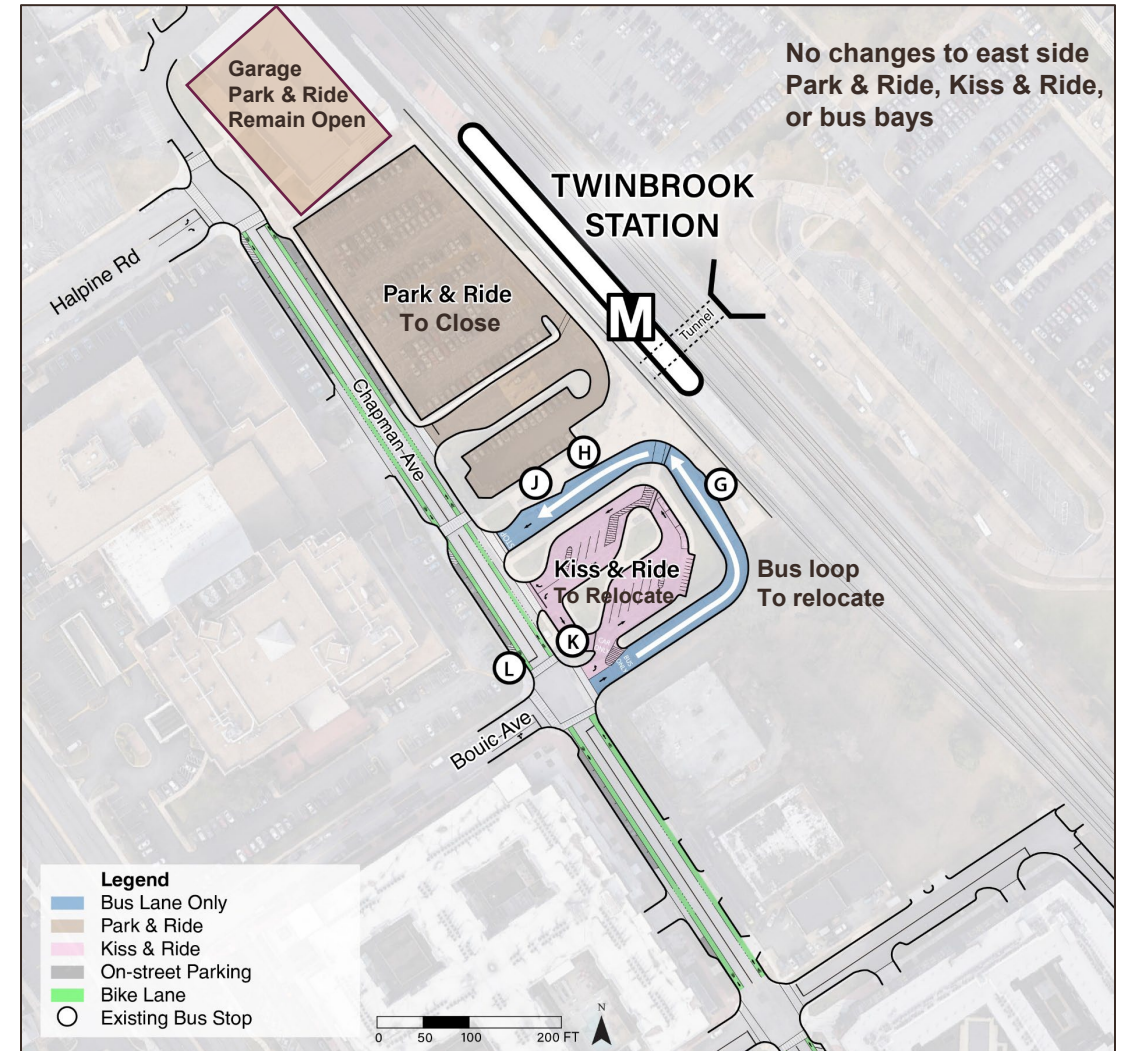 No changes to east side
Park & Ride, Kiss & Ride,
or bus bays
Garage
Park & Ride
Remain Open
TWINBROOK
STATION
M
Tunnel
Halpine Rd
Park & Ride
To Close
Chapman Ave
H
J
G
STOP
Kiss & Ride
To Relocate
Bus loop
To relocate
K
L
BUS
ONLY
Bouic Ave
Legend
Bus Lane Only
Park & Ride
Kiss & Ride
On-street Parking
Bike Lane
Existing Bus Stop
0 50 100 200 FT
N